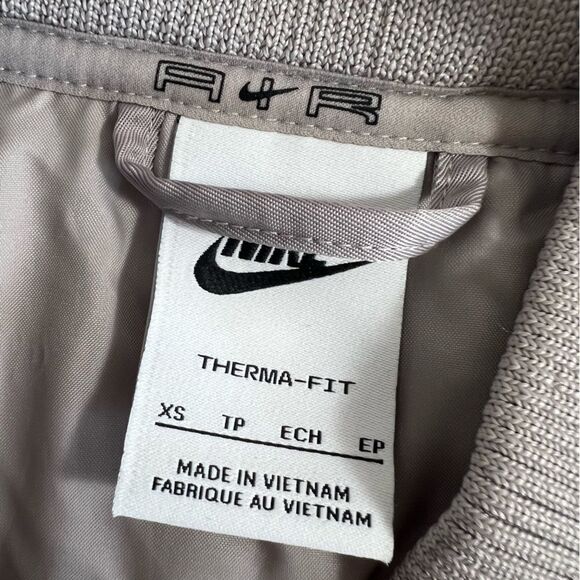 A+R
NIKE
THERMA-FIT
XS TP ECH EP
MADE IN VIETNAM
FABRIQUE AU VIETNAM